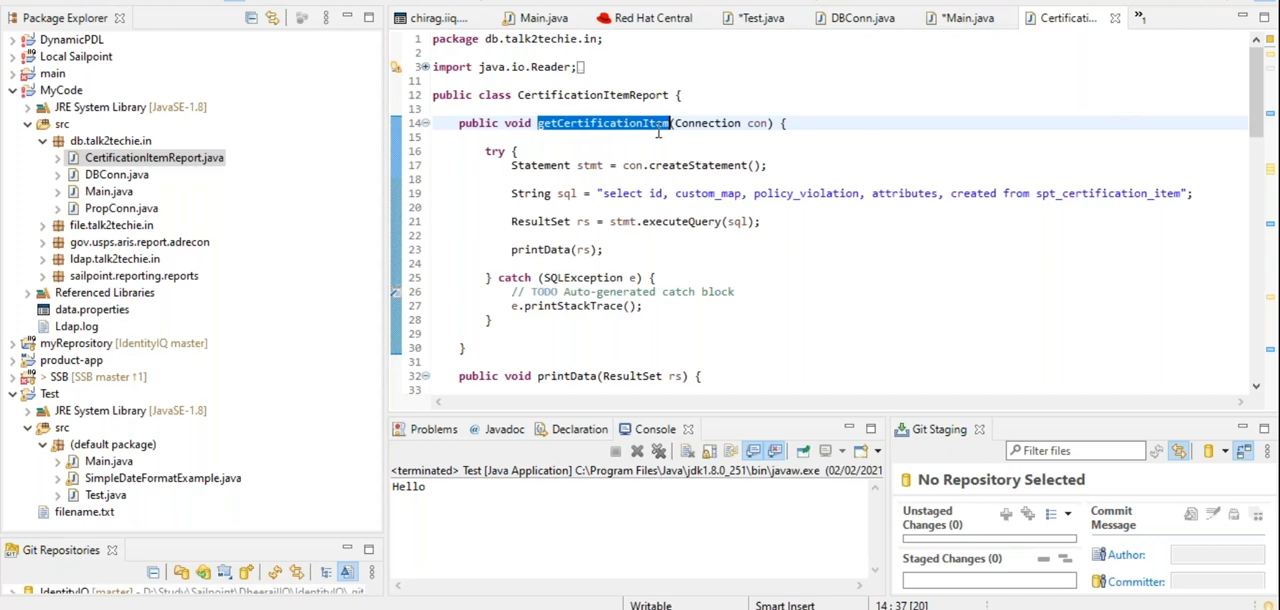 Package Explorer
DynamicPDL
Local Sailpoint
main
MyCode
JRE System Library [JavaSE-1.8]
src
db.talk2techie.in
CertificationItemReport.java
DBConn.java
Main.java
PropConn.java
file.talk2techie.in
gov.usps.aris.report.adrecon
ldap.talk2techie.in
sailpoint.reporting.reports
Referenced Libraries
data.properties
Ldap.log
myRepository [IdentityIQ master]
product-app
> SSB [SSB master ↑1]
Test
JRE System Library [JavaSE-1.8]
src
(default package)
Main.java
SimpleDateFormatExample.java
Test.java
filename.txt
Git Repositories
IdentityIQ [master] - D:\Study\Sailpoint\DheerajIIQ\IdentityIQ\.git
chirag.iiq....
Main.java
Red Hat Central
*Test.java
DBConn.java
*Main.java
Certificati...
»1
1 package db.talk2techie.in;
2
3 import java.io.Reader;
11
12 public class CertificationItemReport {
13
14 public void getCertificationItem(Connection con) {
15
16 try {
17 Statement stmt = con.createStatement();
18
19 String sql = "select id, custom_map, policy_violation, attributes, created from spt_certification_item";
20
21 ResultSet rs = stmt.executeQuery(sql);
22
23 printData(rs);
24
25 } catch (SQLException e) {
26 // TODO Auto-generated catch block
27 e.printStackTrace();
28 }
29
30 }
31
32 public void printData(ResultSet rs) {
33
Problems
@ Javadoc
Declaration
Console
<terminated> Test [Java Application] C:\Program Files\Java\jdk1.8.0_251\bin\javaw.exe (02/02/2021
Hello
Git Staging
Filter files
No Repository Selected
Unstaged Changes (0)
Staged Changes (0)
Commit Message
Author:
Committer:
Writable
Smart Insert
14 : 37 [20]